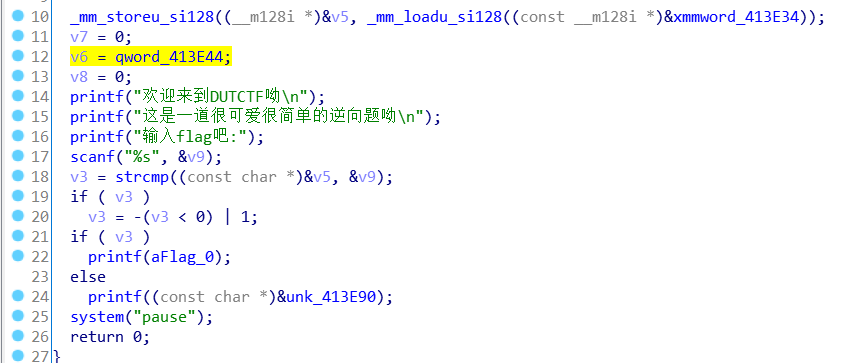 10 _mm_storeu_si128((__m128i *)&v5, _mm_loadu_si128((const __m128i *)&xmmword_413E34));
11 v7 = 0;
12 v6 = qword_413E44;
13 v8 = 0;
14 printf("欢迎来到DUTCTF呦\n");
15 printf("这是一道很可爱很简单的逆向题呦\n");
16 printf("输入flag吧:");
17 scanf("%s", &v9);
18 v3 = strcmp((const char *)&v5, &v9);
19 if ( v3 )
20 v3 = -(v3 < 0) | 1;
21 if ( v3 )
22 printf(aFlag_0);
23 else
24 printf((const char *)&unk_413E90);
25 system("pause");
26 return 0;
27 }